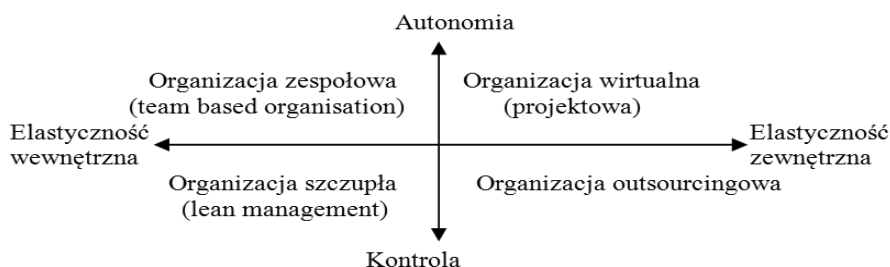 Autonomia
Organizacja zespołowa
(team based organisation)
Organizacja wirtualna
(projektowa)
Elastyczność
wewnętrzna
Elastyczność
zewnętrzna
Organizacja szczupła
(lean management)
Organizacja outsourcingowa
Kontrola